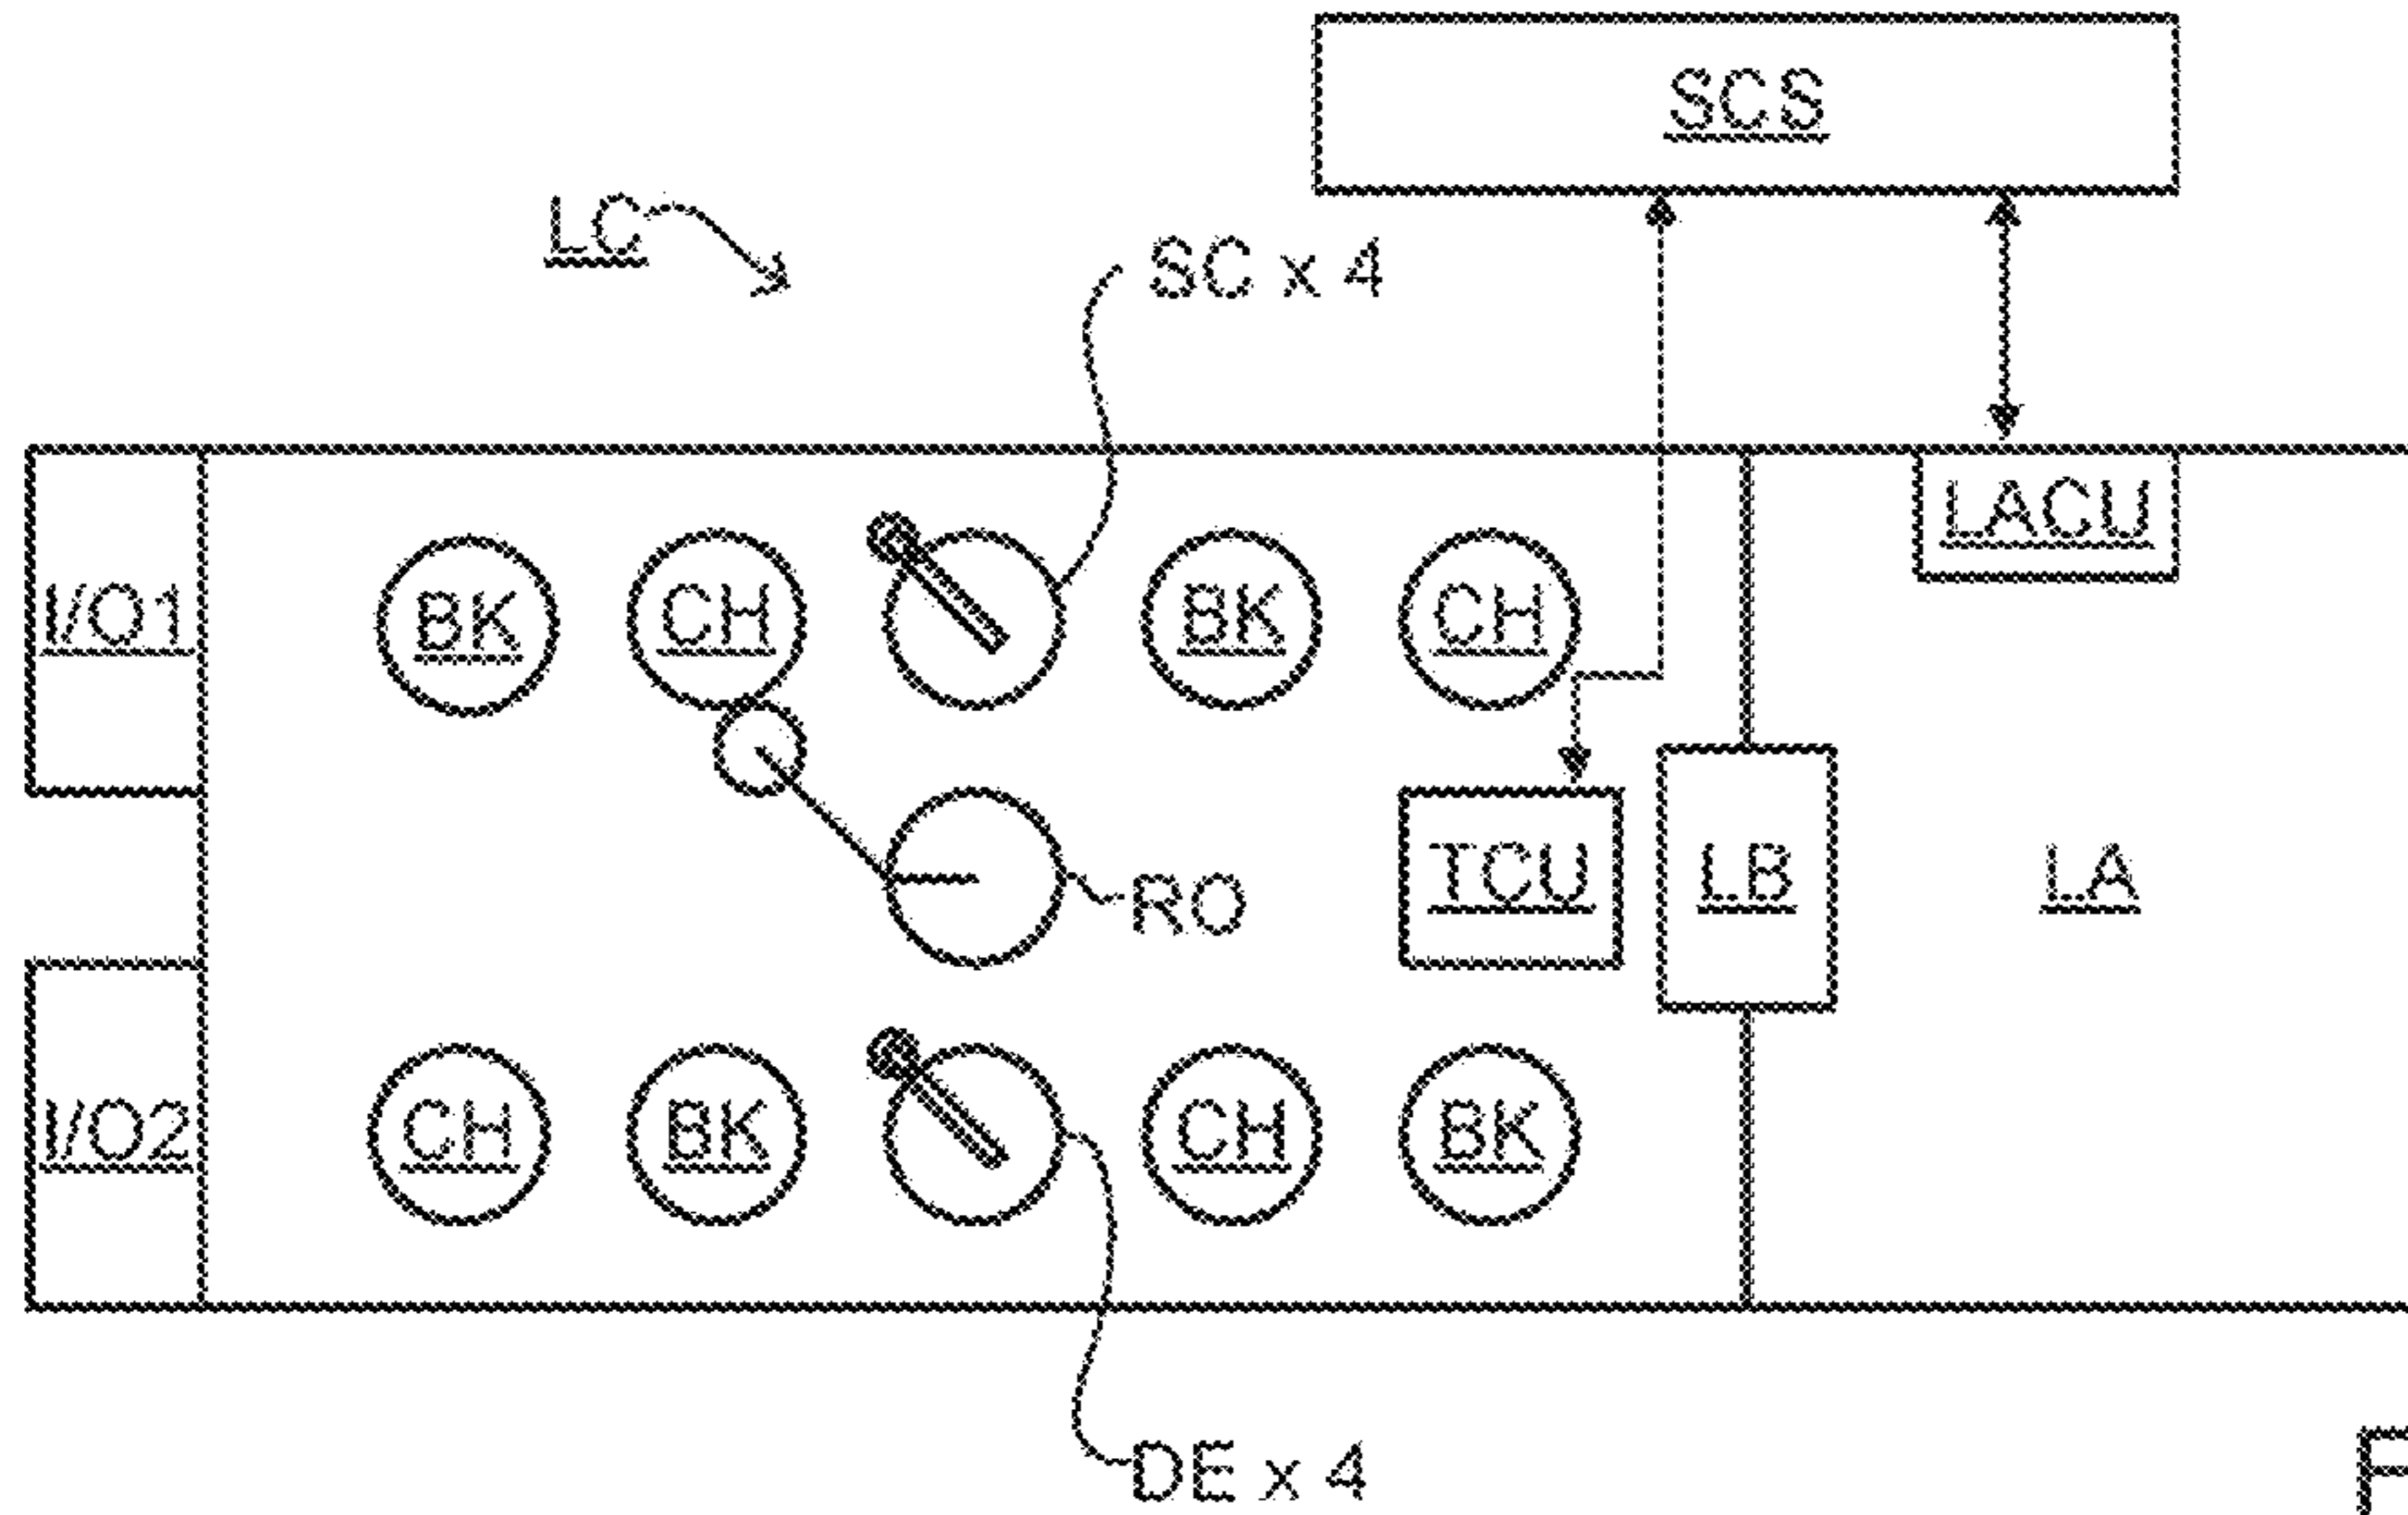 SCS
LC
SC x 4
LACU
I/O1
BK
CH
BK
CH
TCU
LB
LA
RO
I/O2
CH
BK
CH
BK
DE x 4
F